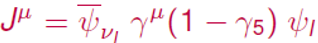 J^μ = \overline{ψ}_{ν_l} γ^μ(1 − γ_5) ψ_l